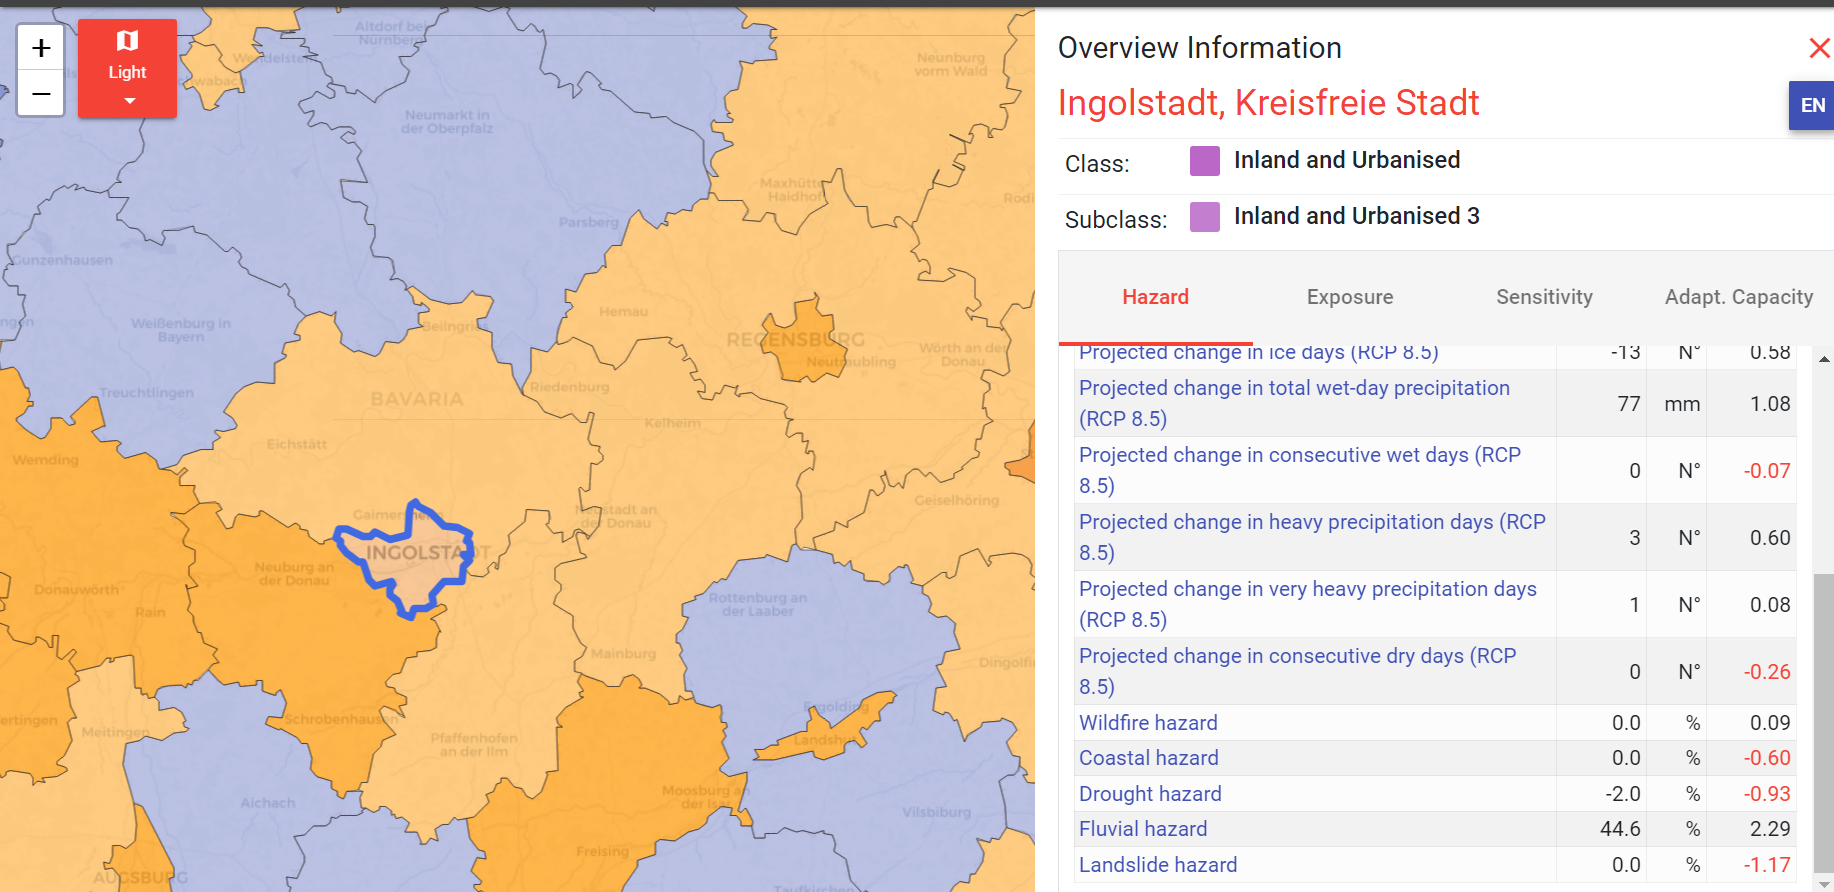 +
−
Light
Altdorf bei
Nürnberg
Wendelstein
Neunburg
vorm Wald
Neumarkt in
der Oberpfalz
Maxhütte
Haidhof
Parsberg
Gunzenhausen
Hemau
Weißenburg in
Bayern
Beilngries
REGENSBURG
Neutraubling
Wörth an der
Donau
Riedenburg
Treuchtlingen
BAVARIA
Kelheim
Eichstätt
Wemding
Geiselhöring
Gaimersheim
Neustadt an
der Donau
INGOLSTADT
Neuburg an
der Donau
Donauwörth
Rain
Rottenburg an
der Laaber
Mainburg
Dingolfi
ertingen
Meitingen
Schrobenhausen
Ergolding
Landshut
Pfaffenhofen
an der Ilm
Moosburg an
der Isar
Aichach
Vilsbiburg
Freising
AUGSBURG
Taufkirchen
Overview Information
Ingolstadt, Kreisfreie Stadt
EN
Class: Inland and Urbanised
Subclass: Inland and Urbanised 3
Hazard Exposure Sensitivity Adapt. Capacity
Projected change in ice days (RCP 8.5) -13 N° 0.58
Projected change in total wet-day precipitation
(RCP 8.5) 77 mm 1.08
Projected change in consecutive wet days (RCP
8.5) 0 N° -0.07
Projected change in heavy precipitation days (RCP
8.5) 3 N° 0.60
Projected change in very heavy precipitation days
(RCP 8.5) 1 N° 0.08
Projected change in consecutive dry days (RCP
8.5) 0 N° -0.26
Wildfire hazard 0.0 % 0.09
Coastal hazard 0.0 % -0.60
Drought hazard -2.0 % -0.93
Fluvial hazard 44.6 % 2.29
Landslide hazard 0.0 % -1.17